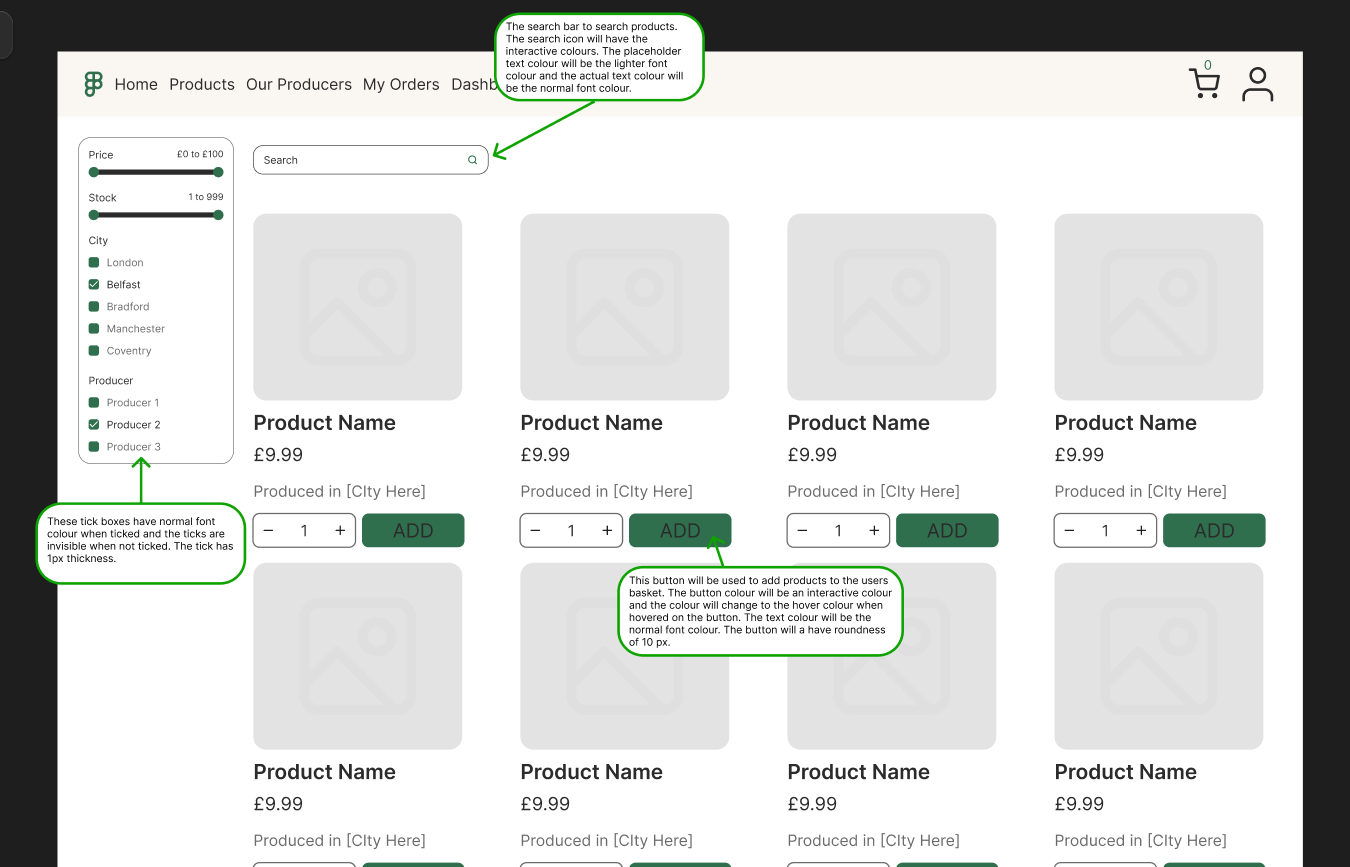 The search bar to search products.
The search icon will have the
interactive colours. The placeholder
text colour will be the lighter font
colour and the actual text colour will
be the normal font colour.
Home Products Our Producers My Orders Dashb
0
Price £0 to £100
Stock 1 to 999
City
London
Belfast
Bradford
Manchester
Coventry
Producer
Producer 1
Producer 2
Producer 3
These tick boxes have normal font
colour when ticked and the ticks are
invisible when not ticked. The tick has
1px thickness.
Search
Product Name Product Name Product Name Product Name
£9.99 £9.99 £9.99 £9.99
Produced in [CIty Here] Produced in [CIty Here] Produced in [CIty Here] Produced in [CIty Here]
− 1 + ADD − 1 + ADD − 1 + ADD − 1 + ADD
This button will be used to add products to the users
basket. The button colour will be an interactive colour
and the colour will change to the hover colour when
hovered on the button. The text colour will be the
normal font colour. The button will a have roundness
of 10 px.
Product Name Product Name Product Name Product Name
£9.99 £9.99 £9.99 £9.99
Produced in [CIty Here] Produced in [CIty Here] Produced in [CIty Here] Produced in [CIty Here]